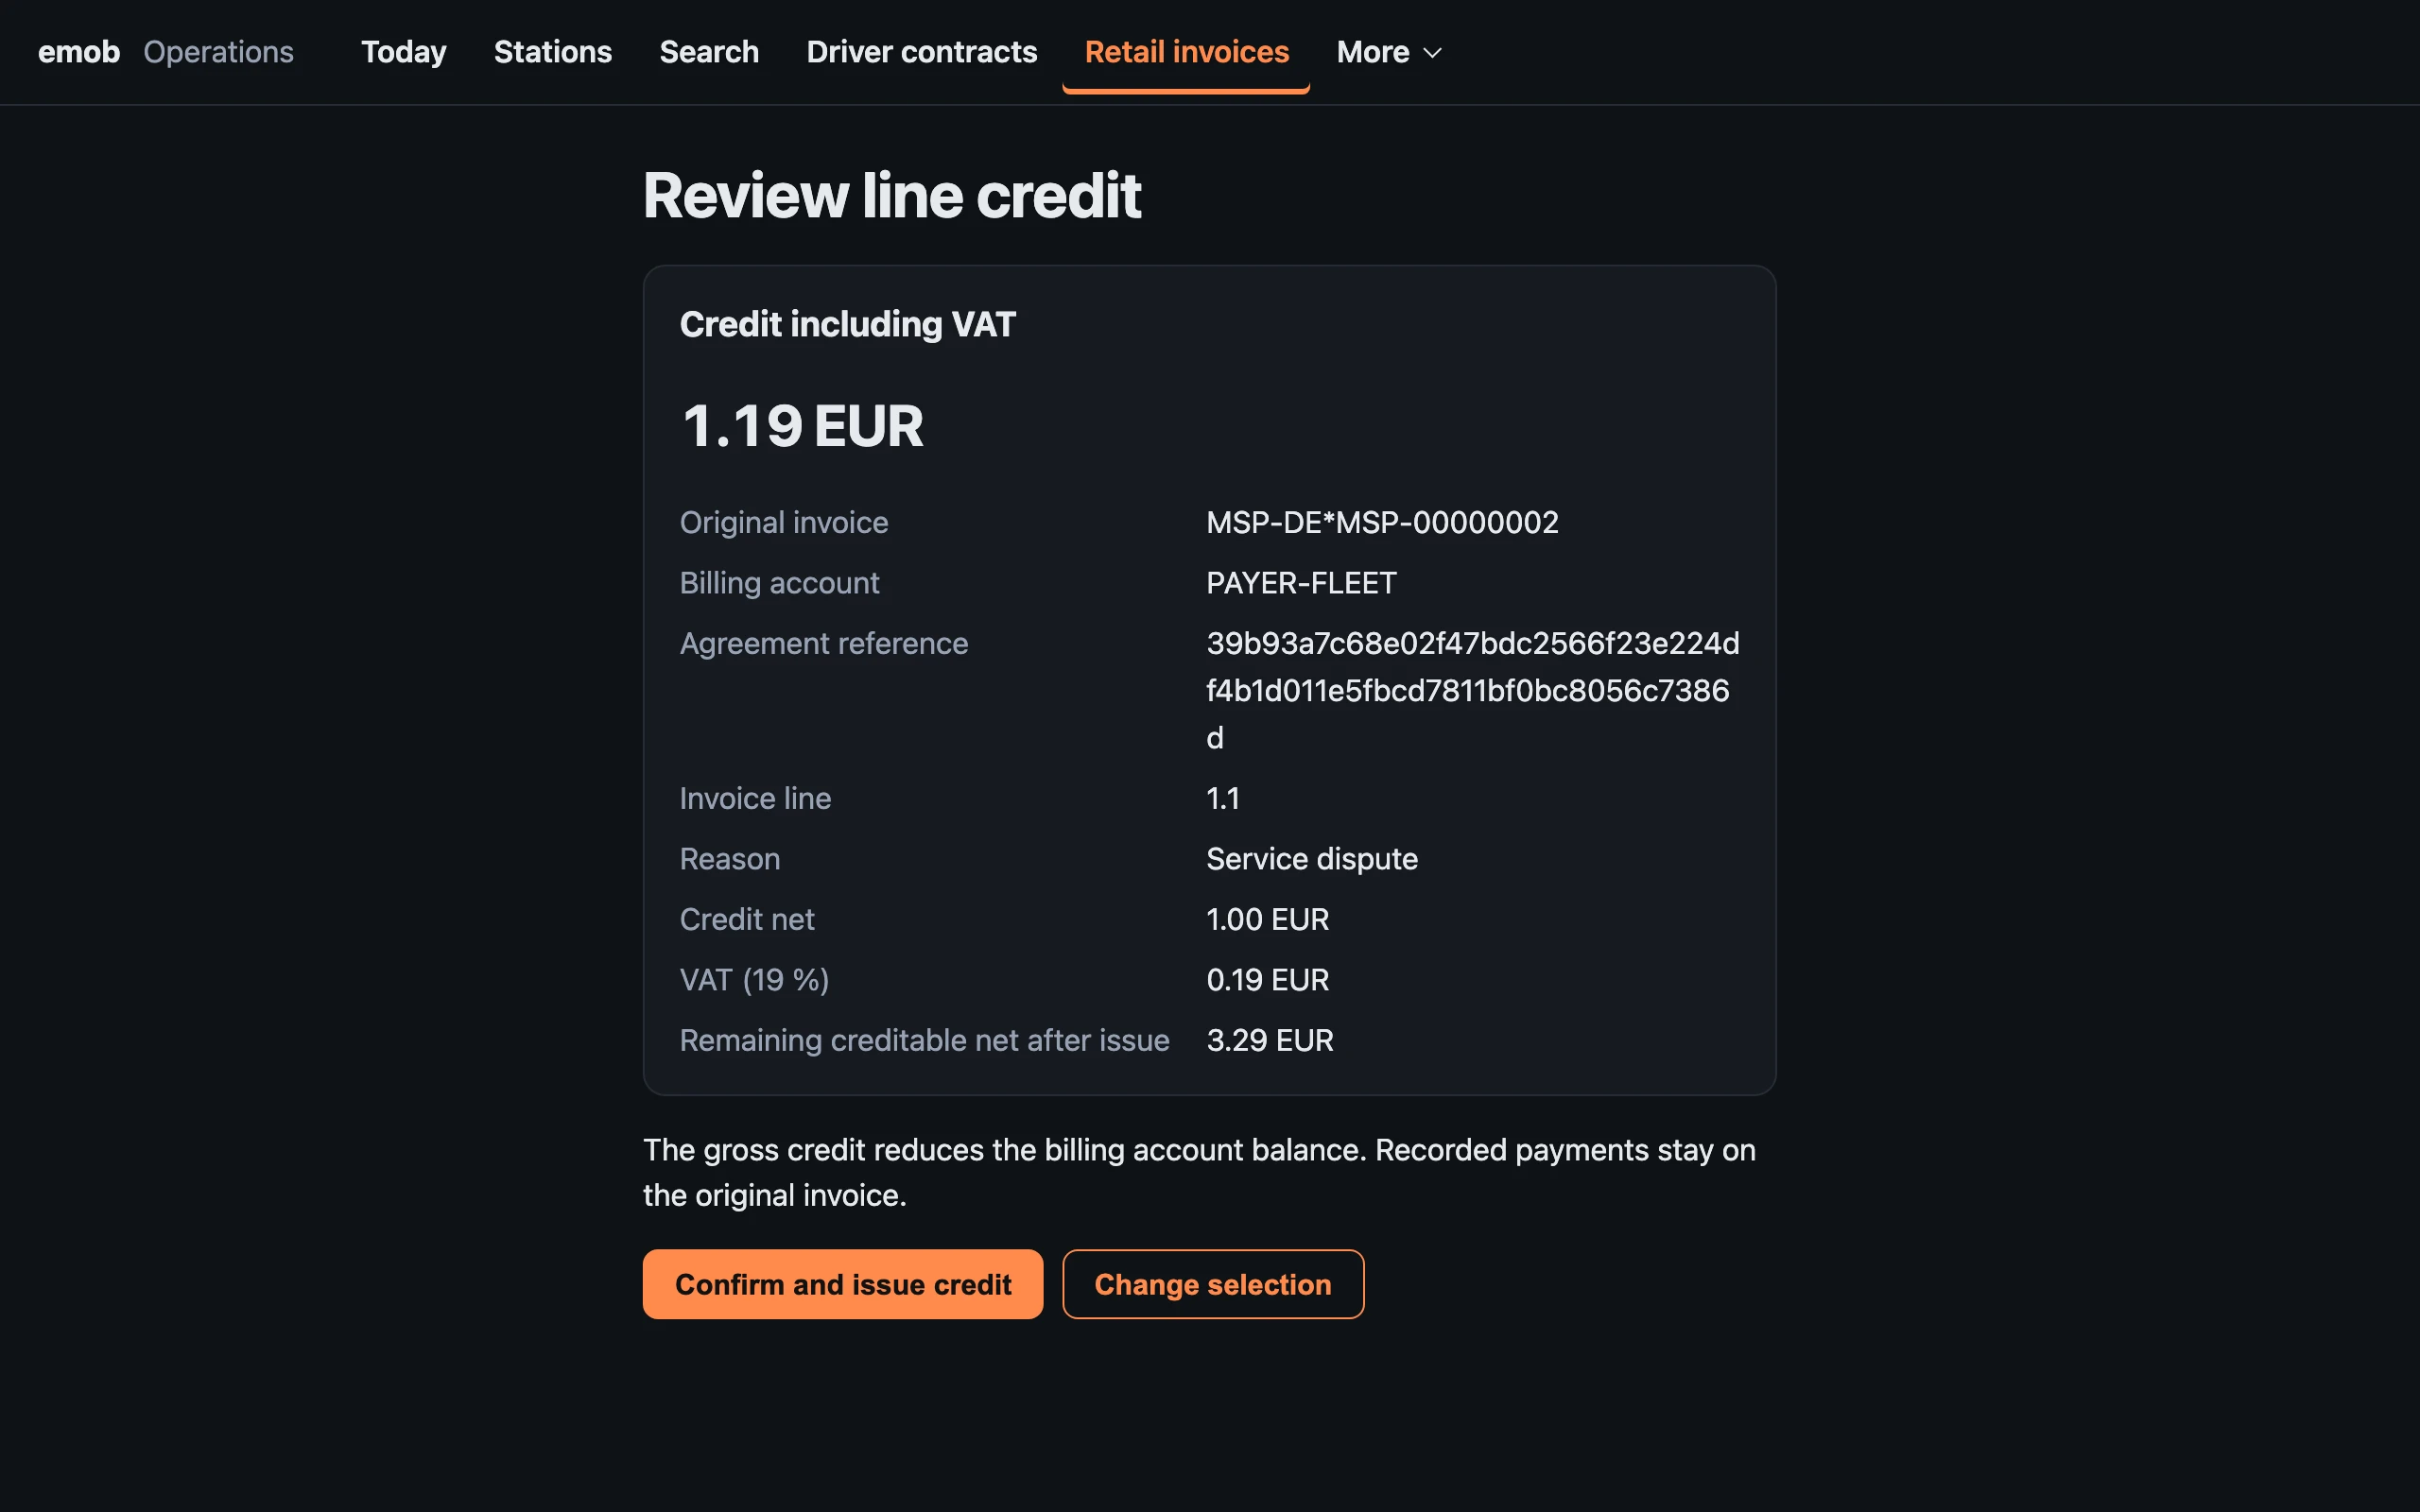 emob Operations Today Stations Search Driver contracts Retail invoices More
Review line credit
Credit including VAT
1.19 EUR
Original invoice MSP-DE*MSP-00000002
Billing account PAYER-FLEET
Agreement reference 39b93a7c68e02f47bdc2566f23e224d
f4b1d011e5fbcd7811bf0bc8056c7386
d
Invoice line 1.1
Reason Service dispute
Credit net 1.00 EUR
VAT (19 %) 0.19 EUR
Remaining creditable net after issue 3.29 EUR
The gross credit reduces the billing account balance. Recorded payments stay on
the original invoice.
Confirm and issue credit Change selection